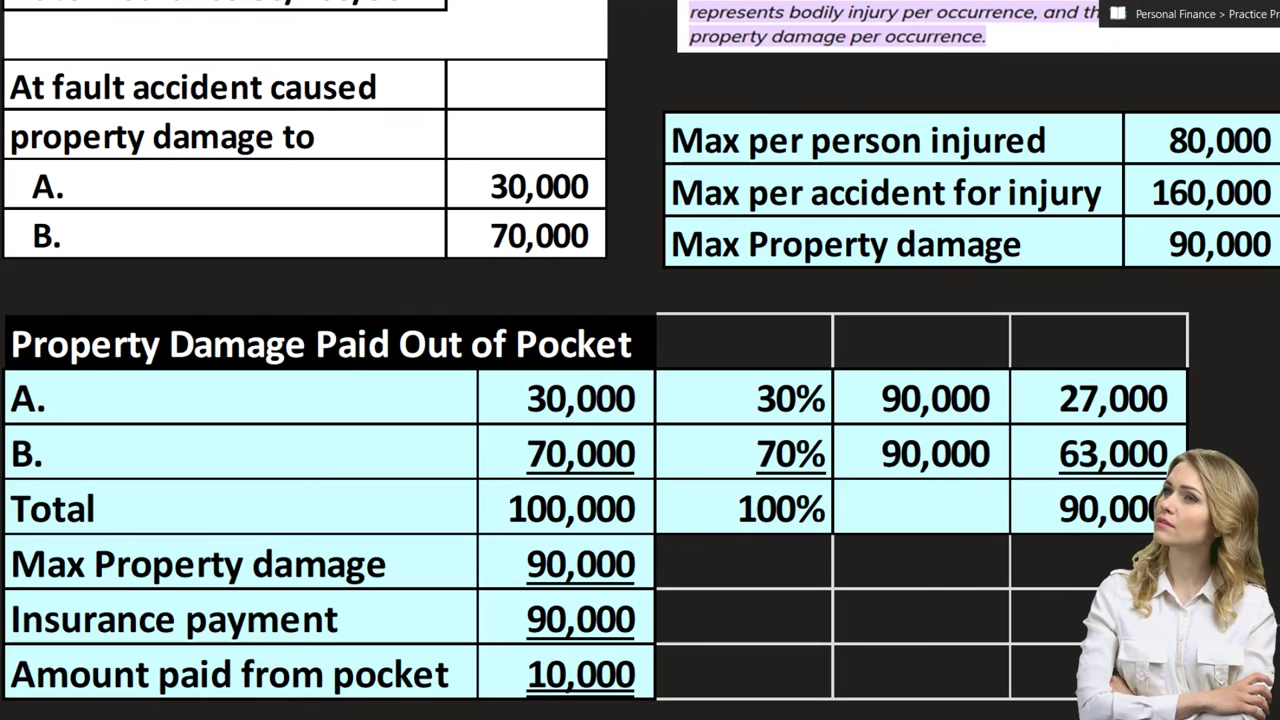 represents bodily injury per occurrence, and
property damage per occurrence.
Personal Finance > Practice
At fault accident caused
property damage to
A. 30,000
B. 70,000
Max per person injured 80,000
Max per accident for injury 160,000
Max Property damage 90,000
Property Damage Paid Out of Pocket
A. 30,000 30% 90,000 27,000
B. 70,000 70% 90,000 63,000
Total 100,000 100% 90,000
Max Property damage 90,000
Insurance payment 90,000
Amount paid from pocket 10,000